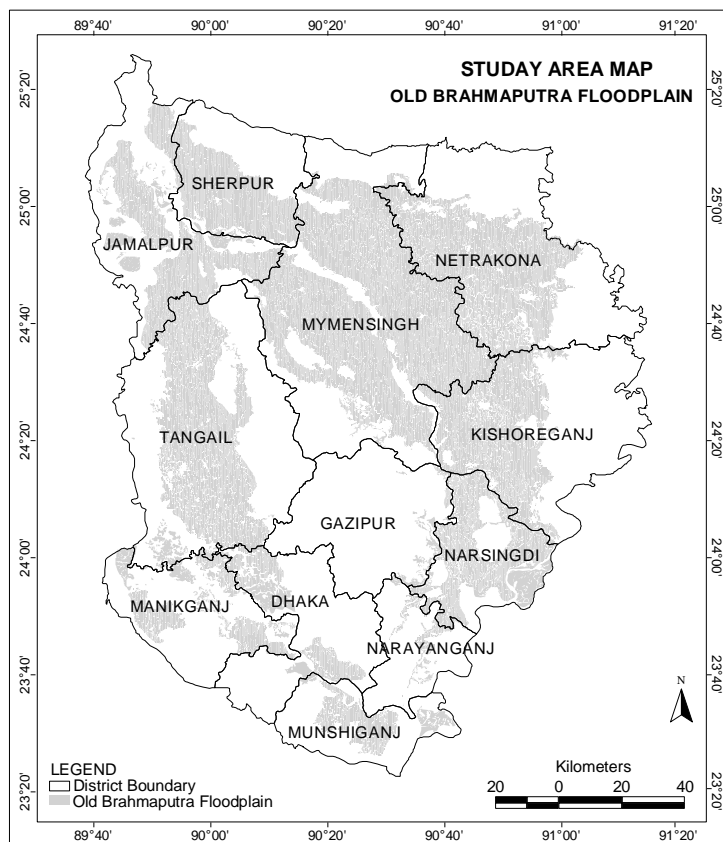 89°40' 90°00' 90°20' 90°40' 91°00' 91°20'
STUDAY AREA MAP
OLD BRAHMAPUTRA FLOODPLAIN
25°20' 25°20'
SHERPUR
25°00' 25°00'
JAMALPUR
NETRAKONA
MYMENSINGH
24°40' 24°40'
TANGAIL
KISHOREGANJ
24°20' 24°20'
GAZIPUR
NARSINGDI
24°00' 24°00'
MANIKGANJ
DHAKA
NARAYANGANJ
23°40' 23°40'
N
MUNSHIGANJ
LEGEND
District Boundary
Old Brahmaputra Floodplain
Kilometers
20 0 20 40
23°20' 23°20'
89°40' 90°00' 90°20' 90°40' 91°00' 91°20'